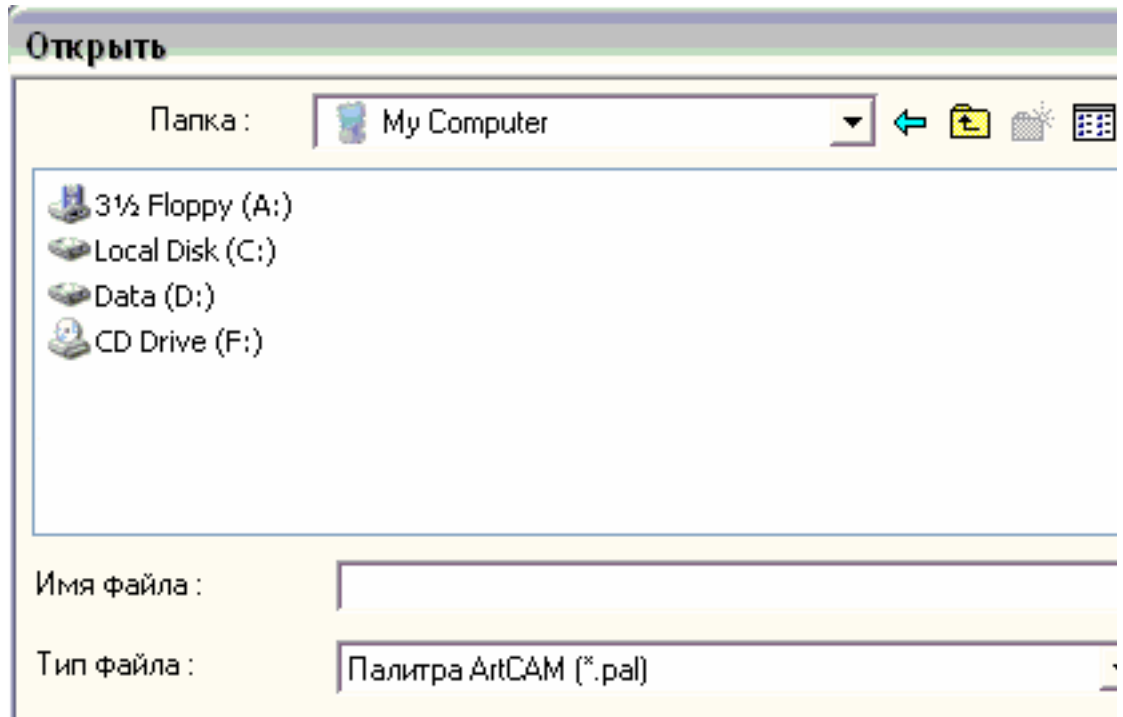 Открыть
Папка :
My Computer
3½ Floppy (A:)
Local Disk (C:)
Data (D:)
CD Drive (F:)
Имя файла :
Тип файла :
Палитра ArtCAM (*.pal)